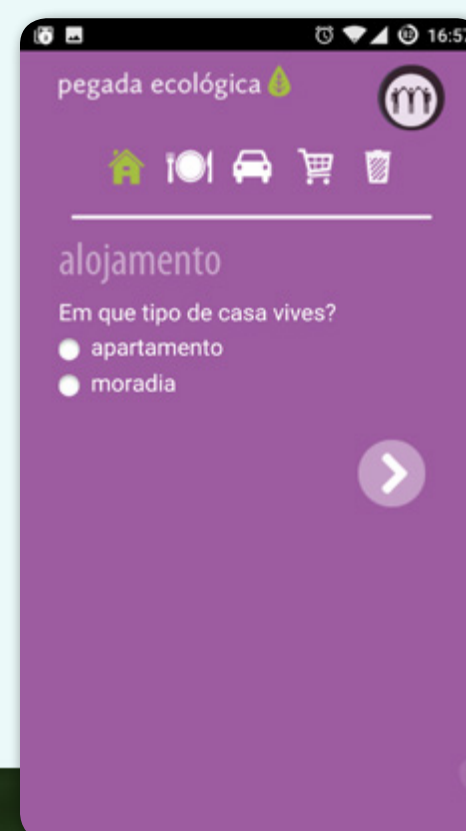 16:57
pegada ecológica
alojamento
Em que tipo de casa vives?
apartamento
moradia